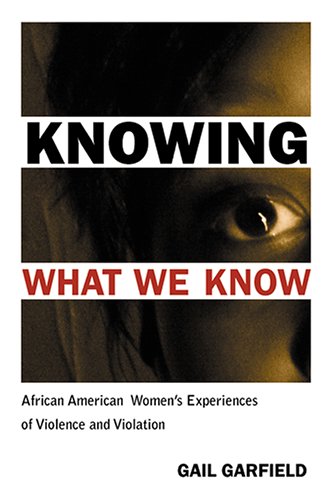 KNOWING
WHAT WE KNOW
African American Women's Experiences
of Violence and Violation
GAIL GARFIELD